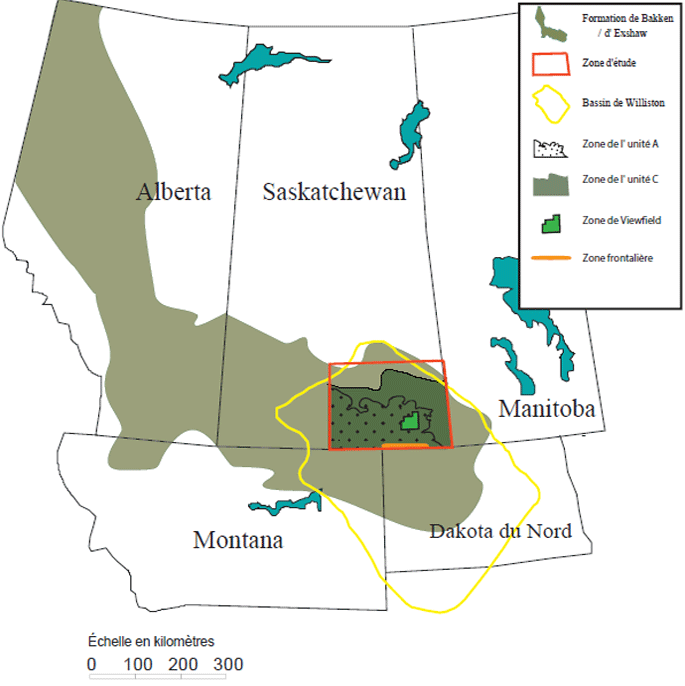 Formation de Bakken
/ d' Exshaw
Zone d'étude
Bassin de Williston
Zone de l' unité A
Zone de l' unité C
Zone de Viewfield
Zone frontalière
Alberta
Saskatchewan
Manitoba
Montana
Dakota du Nord
Échelle en kilomètres
0 100 200 300